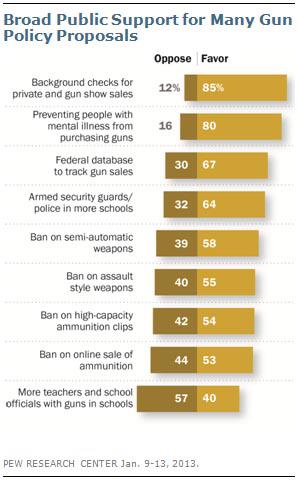 Broad Public Support for Many Gun
Policy Proposals
Oppose Favor
Background checks for
private and gun show sales
12% 85%
Preventing people with
mental illness from
purchasing guns
16 80
Federal database
to track gun sales
30 67
Armed security guards/
police in more schools
32 64
Ban on semi-automatic
weapons
39 58
Ban on assault
style weapons
40 55
Ban on high-capacity
ammunition clips
42 54
Ban on online sale of
ammunition
44 53
More teachers and school
officials with guns in schools
57 40
PEW RESEARCH CENTER Jan. 9-13, 2013.